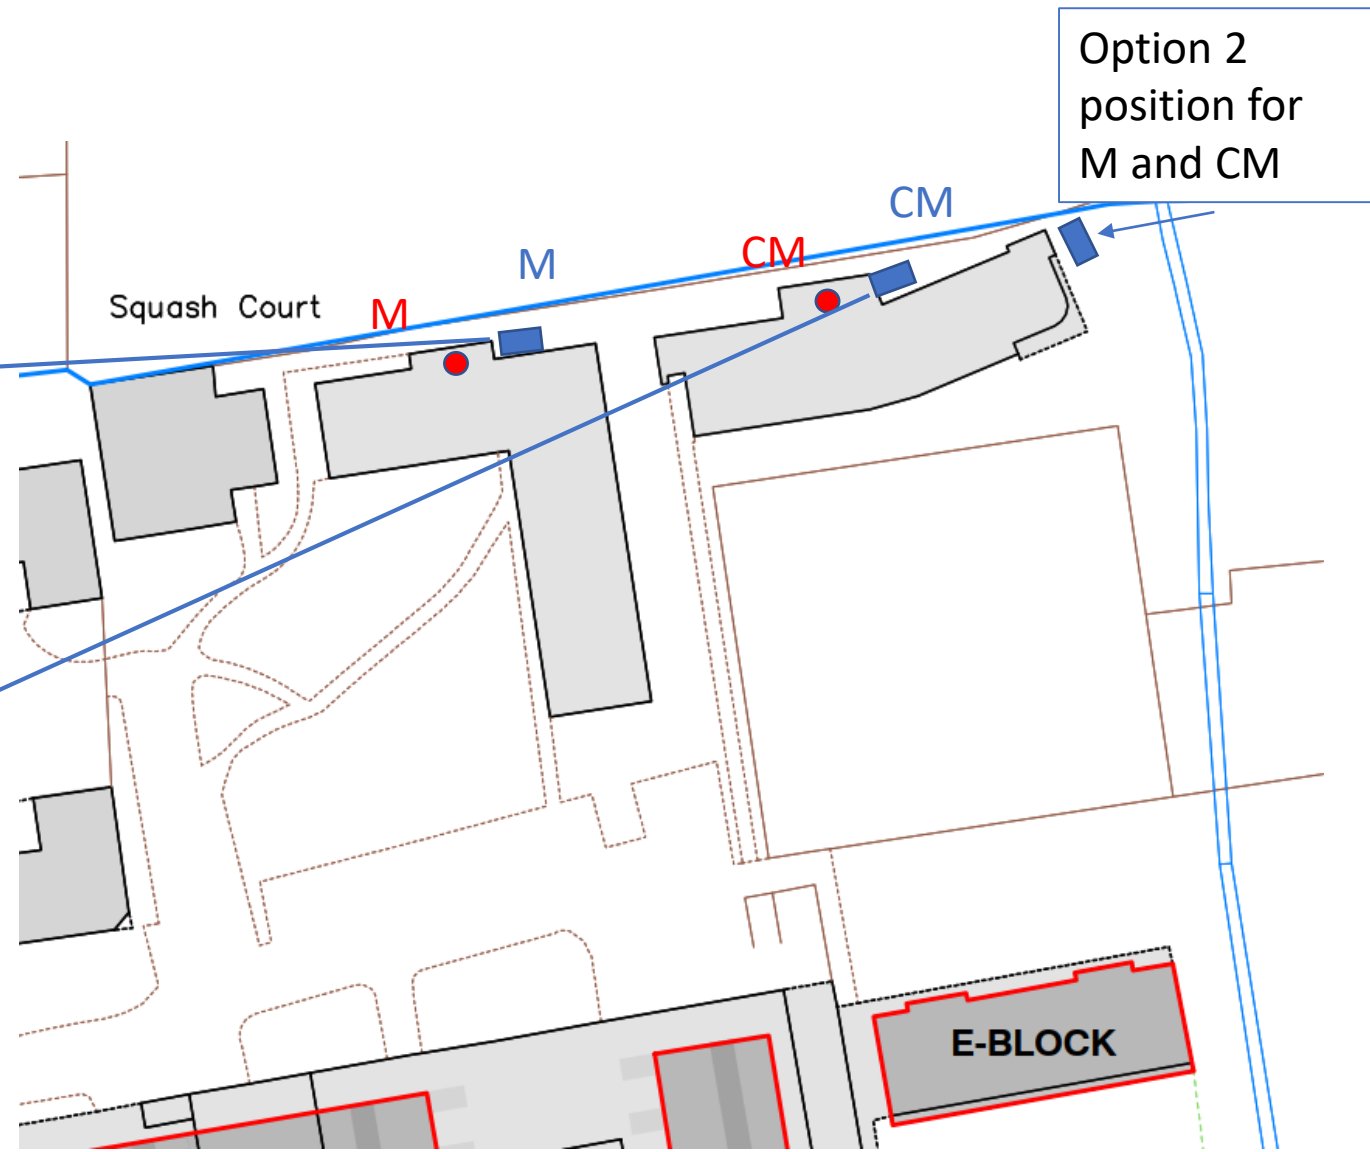 Option 2
position for
M and CM
CM
CM
M
Squash Court
M
E-BLOCK